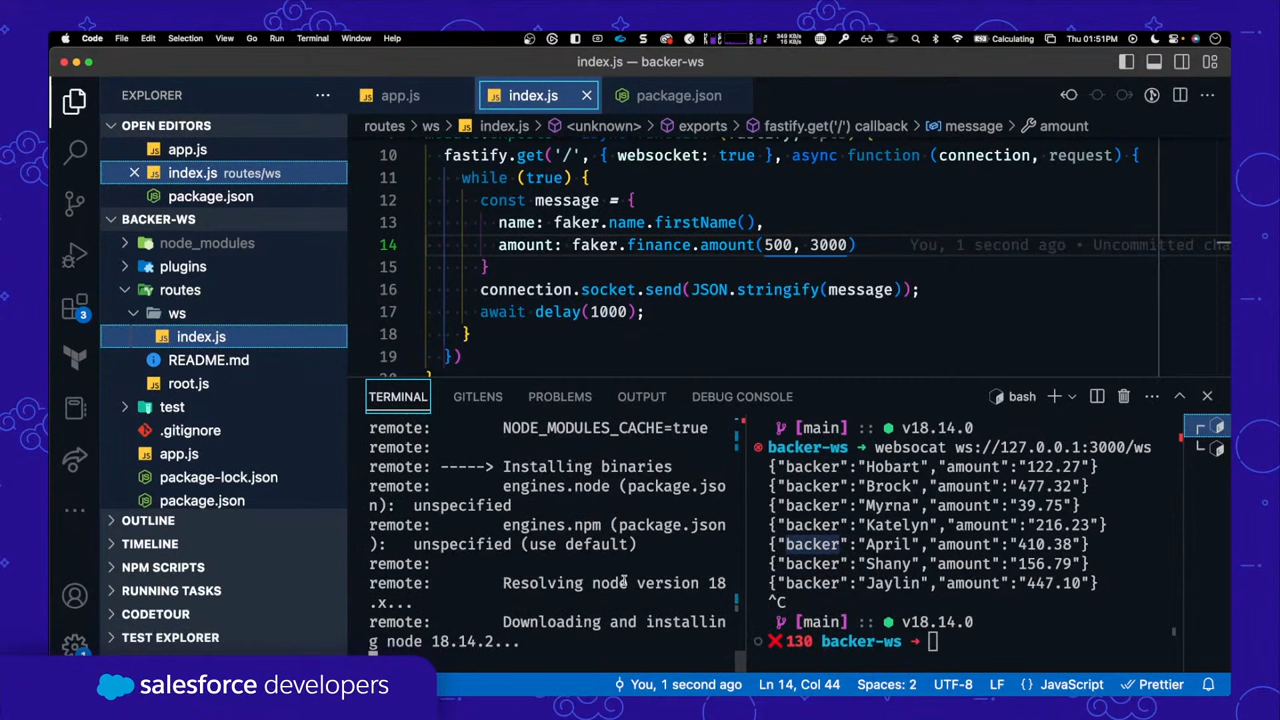 Code File Edit Selection View Go Run Terminal Window Help
349 KB
16 KB
Calculating
Thu 01:51PM
index.js — backer-ws
EXPLORER
app.js
index.js
package.json
OPEN EDITORS
app.js
index.js routes/ws
package.json
BACKER-WS
node_modules
plugins
routes
ws
index.js
README.md
root.js
test
.gitignore
app.js
package-lock.json
package.json
OUTLINE
TIMELINE
NPM SCRIPTS
RUNNING TASKS
CODETOUR
TEST EXPLORER
3
1
routes › ws › index.js › <unknown> › exports › fastify.get('/') callback › message › amount
10 fastify.get('/', { websocket: true }, async function (connection, request) {
11 while (true) {
12 const message = {
13 name: faker.name.firstName(),
14 amount: faker.finance.amount(500, 3000) You, 1 second ago • Uncommitted cha
15 }
16 connection.socket.send(JSON.stringify(message));
17 await delay(1000);
18 }
19 })
TERMINAL GITLENS PROBLEMS OUTPUT DEBUG CONSOLE
bash
remote: NODE_MODULES_CACHE=true
remote:
remote: -----> Installing binaries
remote: engines.node (package.jso
n): unspecified
remote: engines.npm (package.json
): unspecified (use default)
remote:
remote: Resolving node version 18
.x...
remote: Downloading and installin
g node 18.14.2...
[main] :: v18.14.0
backer-ws → websocat ws://127.0.0.1:3000/ws
{"backer":"Hobart","amount":"122.27"}
{"backer":"Brock","amount":"477.32"}
{"backer":"Myrna","amount":"39.75"}
{"backer":"Katelyn","amount":"216.23"}
{"backer":"April","amount":"410.38"}
{"backer":"Shany","amount":"156.79"}
{"backer":"Jaylin","amount":"447.10"}
^C
[main] :: v18.14.0
130 backer-ws →
salesforce developers
You, 1 second ago Ln 14, Col 44 Spaces: 2 UTF-8 LF {} JavaScript Prettier